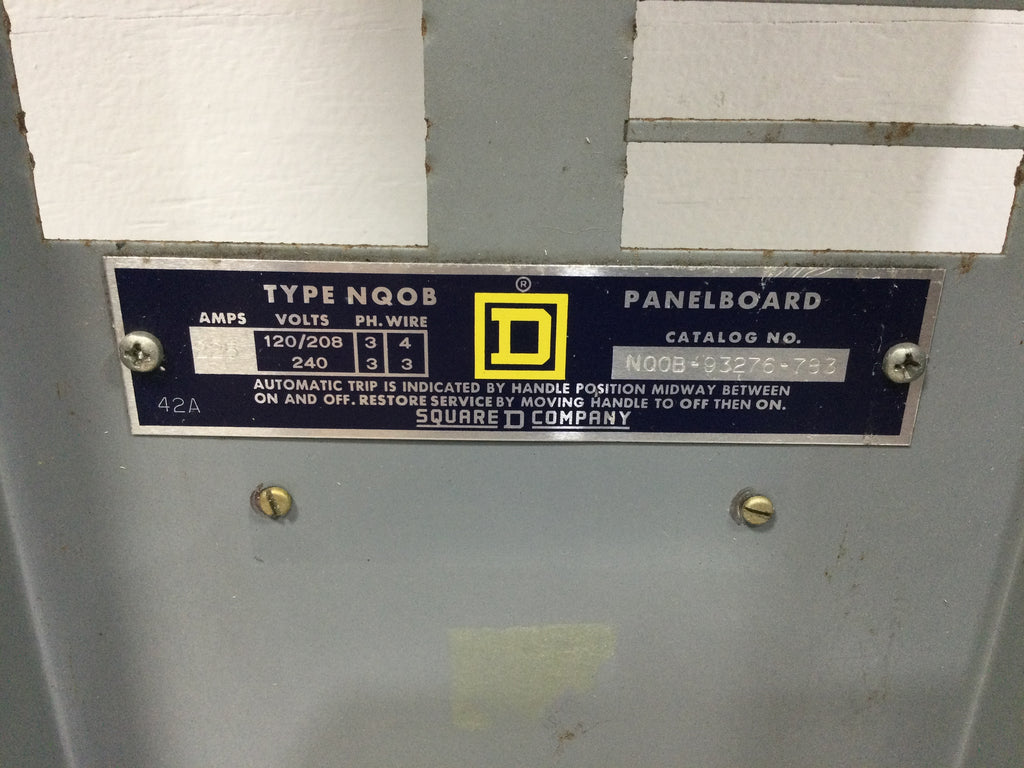 TYPE NQOB
®
D
PANELBOARD
AMPS VOLTS PH. WIRE
120/208 3 4
240 3 3
CATALOG NO.
NQOB-93276-793
AUTOMATIC TRIP IS INDICATED BY HANDLE POSITION MIDWAY BETWEEN
ON AND OFF. RESTORE SERVICE BY MOVING HANDLE TO OFF THEN ON.
42A
SQUARE D COMPANY